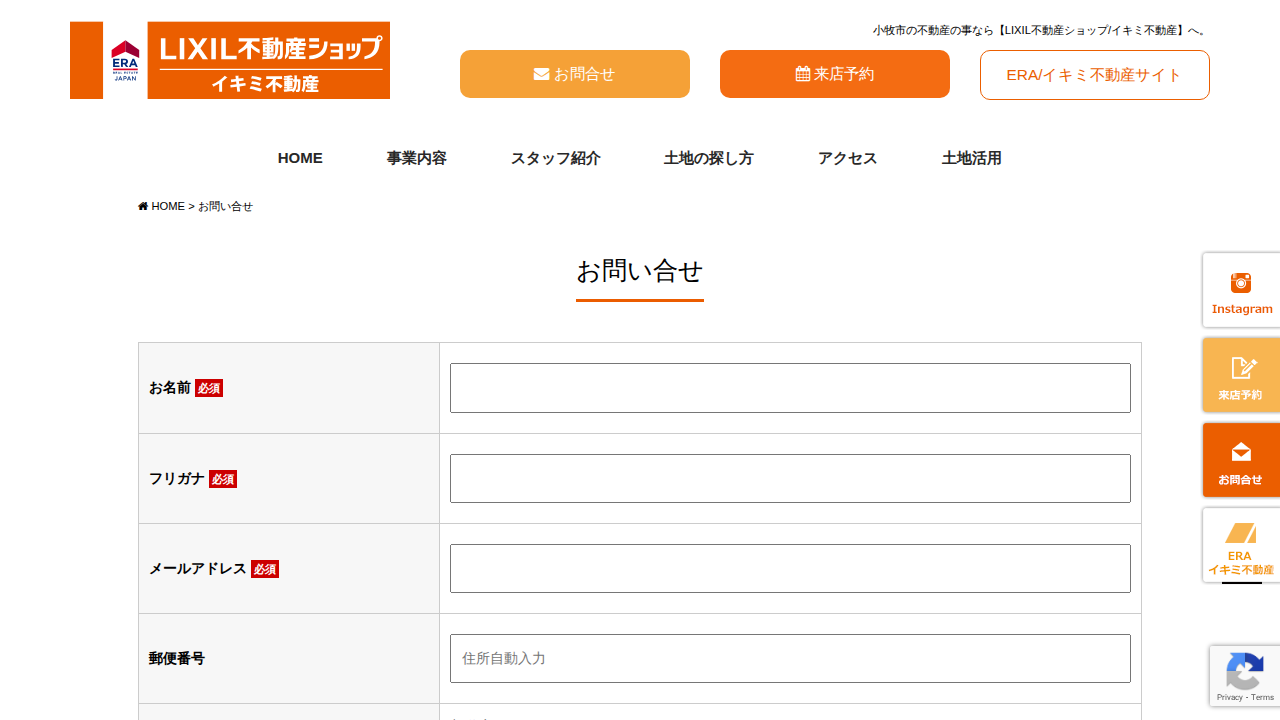 小牧市の不動産の事なら【LIXIL不動産ショップ/イキミ不動産】へ。
ERA
REAL ESTATE
JAPAN
LIXIL不動産ショップ
イキミ不動産
お問合せ
来店予約
ERA/イキミ不動産サイト
HOME
事業内容
スタッフ紹介
土地の探し方
アクセス
土地活用
HOME > お問い合せ
お問い合せ
Instagram
来店予約
お問合せ
ERA
イキミ不動産
お名前 必須
フリガナ 必須
メールアドレス 必須
郵便番号
住所自動入力
Privacy - Terms